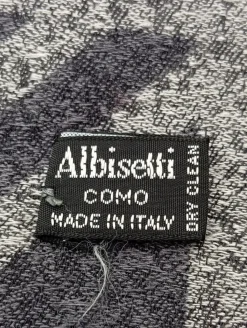 Albisetti
COMO
MADE IN ITALY
DRY CLEAN